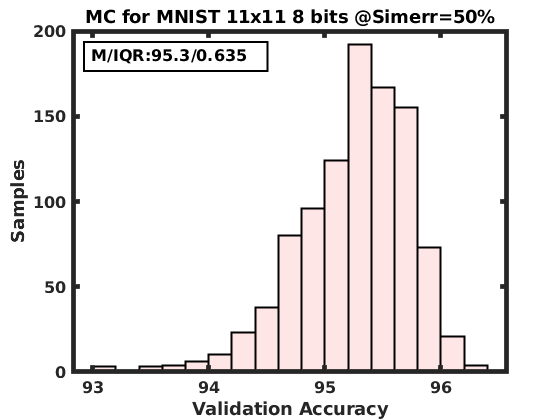 MC for MNIST 11x11 8 bits @Simerr=50%
M/IQR:95.3/0.635
200
150
100
50
0
Samples
93 94 95 96
Validation Accuracy